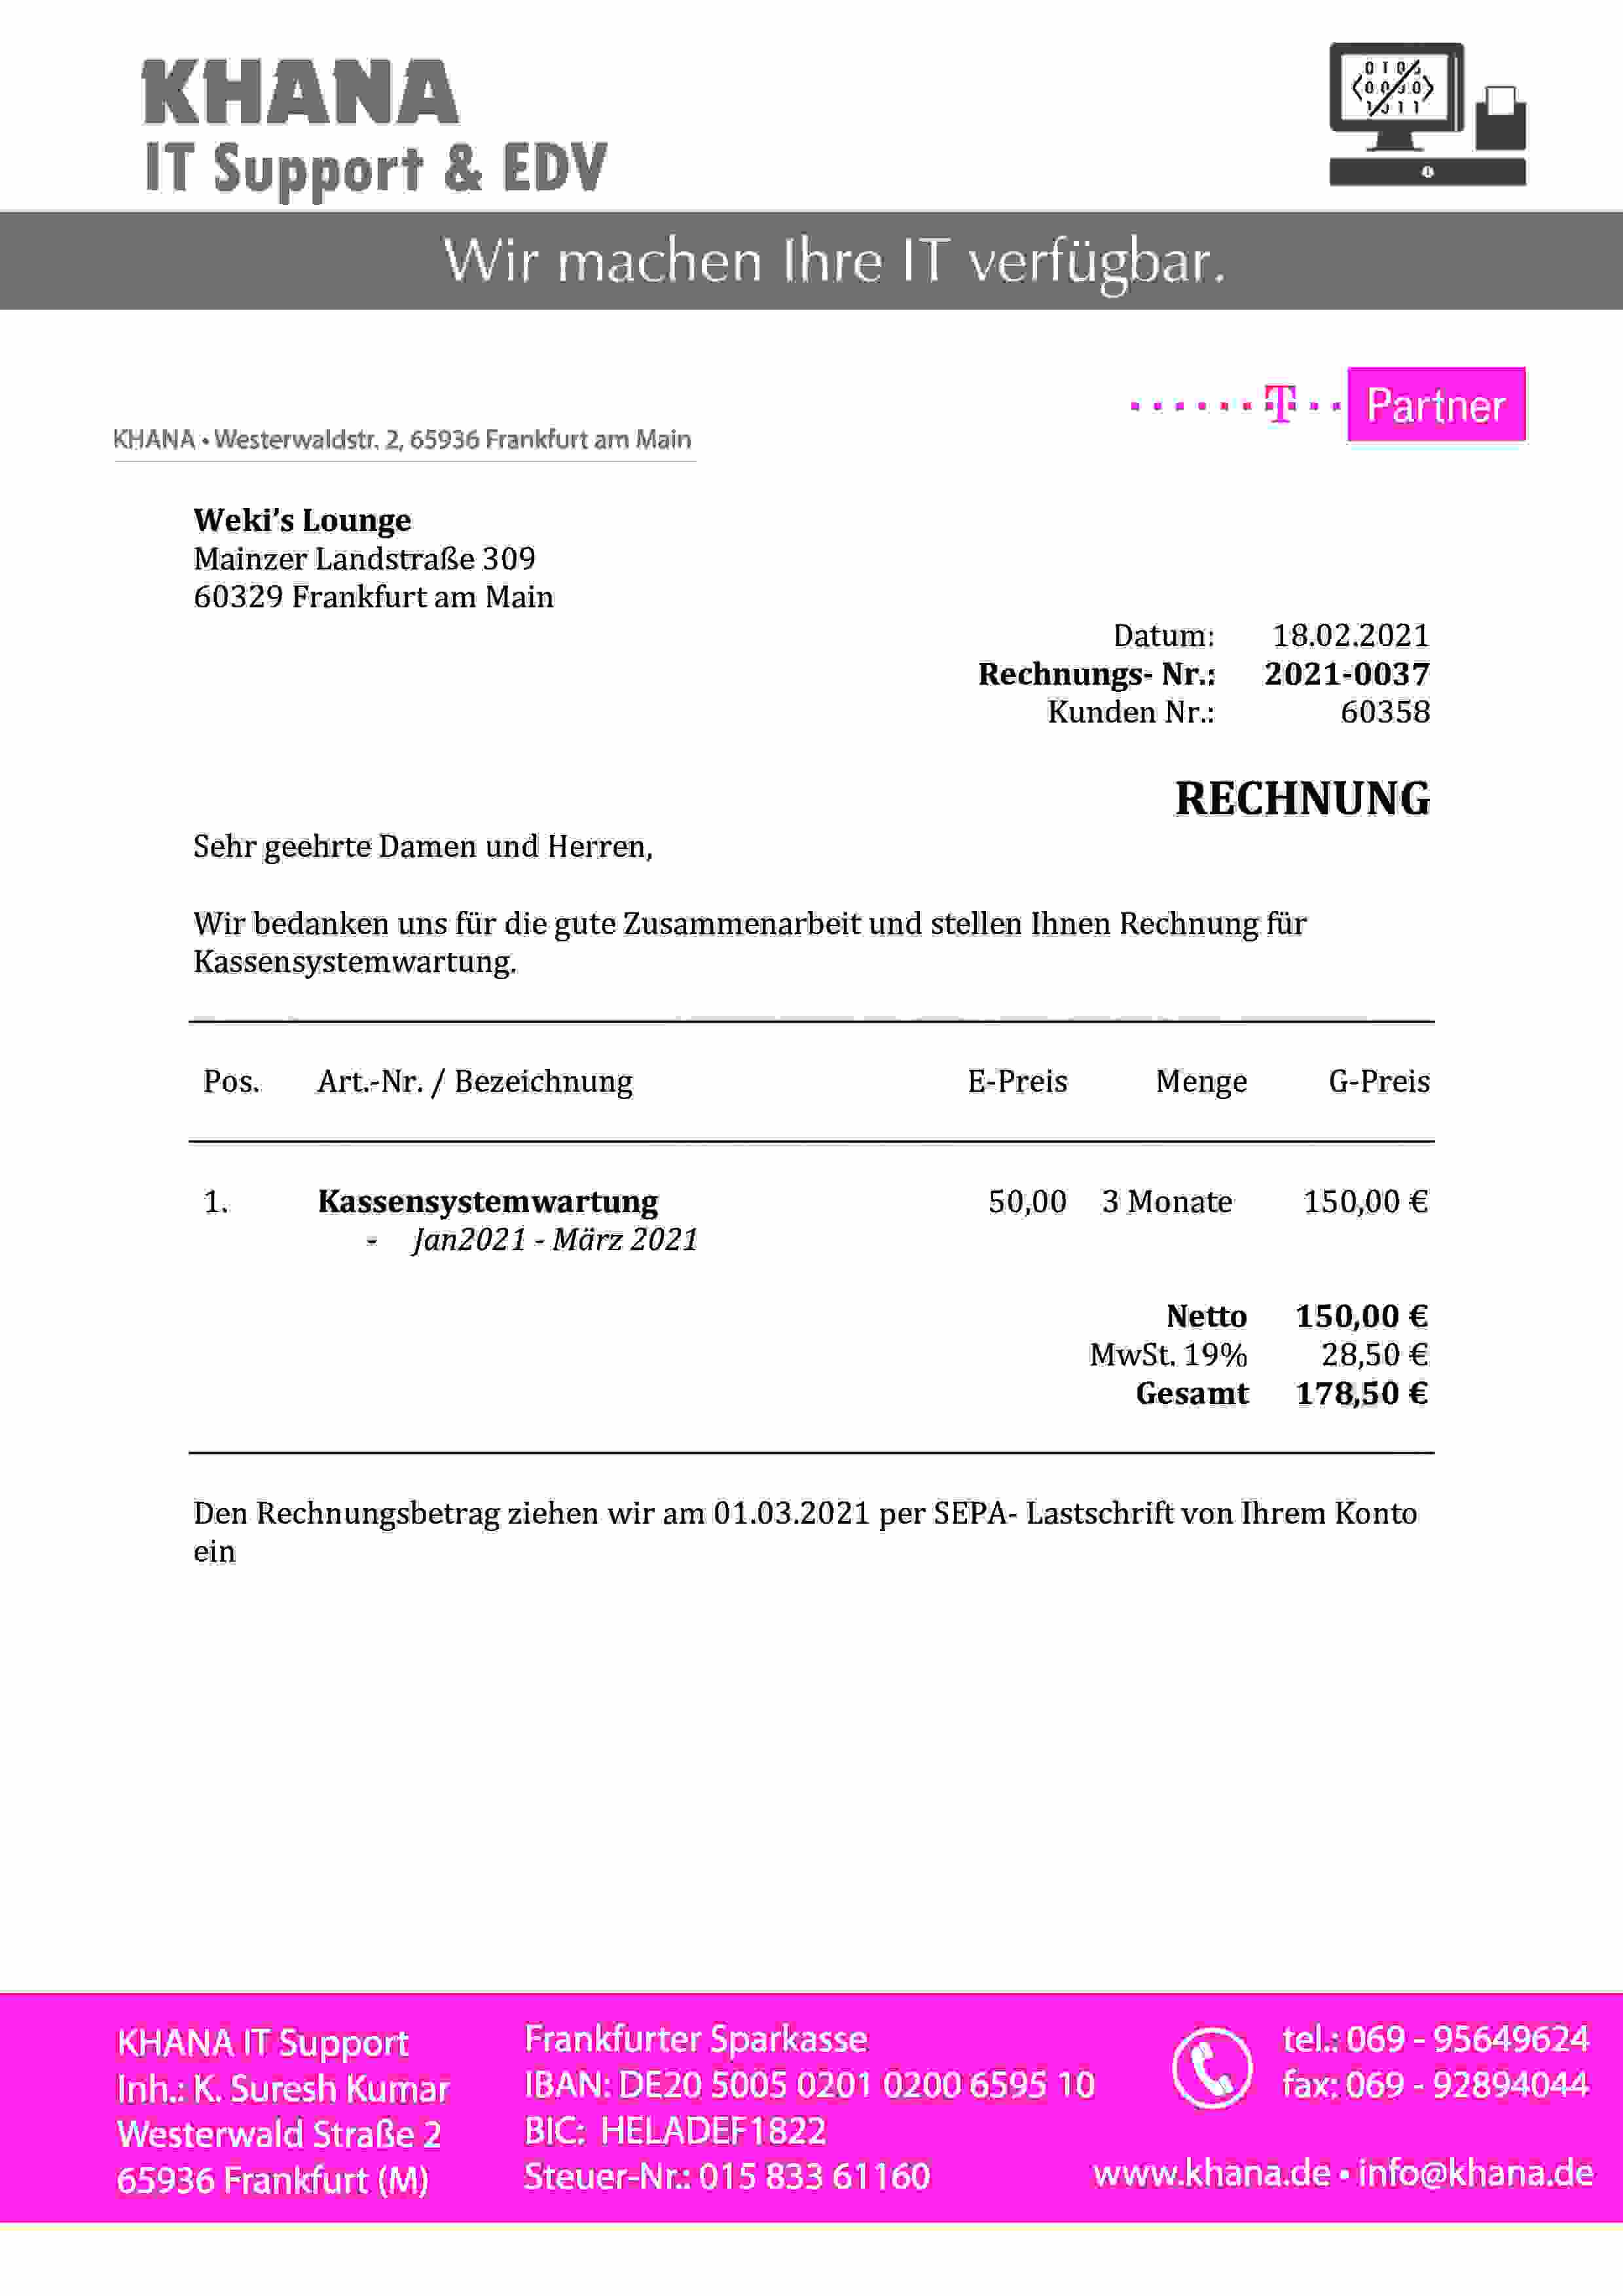 KHANA
IT Support & EDV
Wir machen Ihre IT verfügbar.
T Partner
KHANA • Westerwaldstr. 2, 65936 Frankfurt am Main
Weki's Lounge
Mainzer Landstraße 309
60329 Frankfurt am Main
Datum: 18.02.2021
Rechnungs- Nr.: 2021-0037
Kunden Nr.: 60358
RECHNUNG
Sehr geehrte Damen und Herren,
Wir bedanken uns für die gute Zusammenarbeit und stellen Ihnen Rechnung für
Kassensystemwartung.
Pos. Art.-Nr. / Bezeichnung E-Preis Menge G-Preis
1. Kassensystemwartung 50,00 3 Monate 150,00 €
- Jan2021 - März 2021
Netto 150,00 €
MwSt. 19% 28,50 €
Gesamt 178,50 €
Den Rechnungsbetrag ziehen wir am 01.03.2021 per SEPA- Lastschrift von Ihrem Konto
ein
KHANA IT Support
Inh.: K. Suresh Kumar
Westerwald Straße 2
65936 Frankfurt (M)
Frankfurter Sparkasse
IBAN: DE20 5005 0201 0200 6595 10
BIC: HELADEF1822
Steuer-Nr.: 015 833 61160
tel.: 069 - 95649624
fax: 069 - 92894044
www.khana.de • info@khana.de